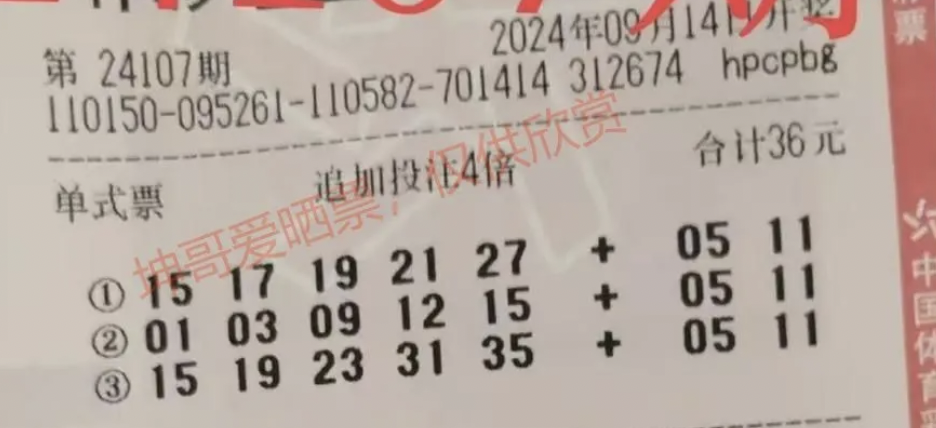 2024年09月14日开奖
第 24107期
110150-095261-110582-701414 312674 hpcpbg
单式票 追加投注4倍 合计36元
① 15 17 19 21 27 + 05 11
② 01 03 09 12 15 + 05 11
③ 15 19 23 31 35 + 05 11
坤哥爱晒票，仅供欣赏
票
中国体育彩